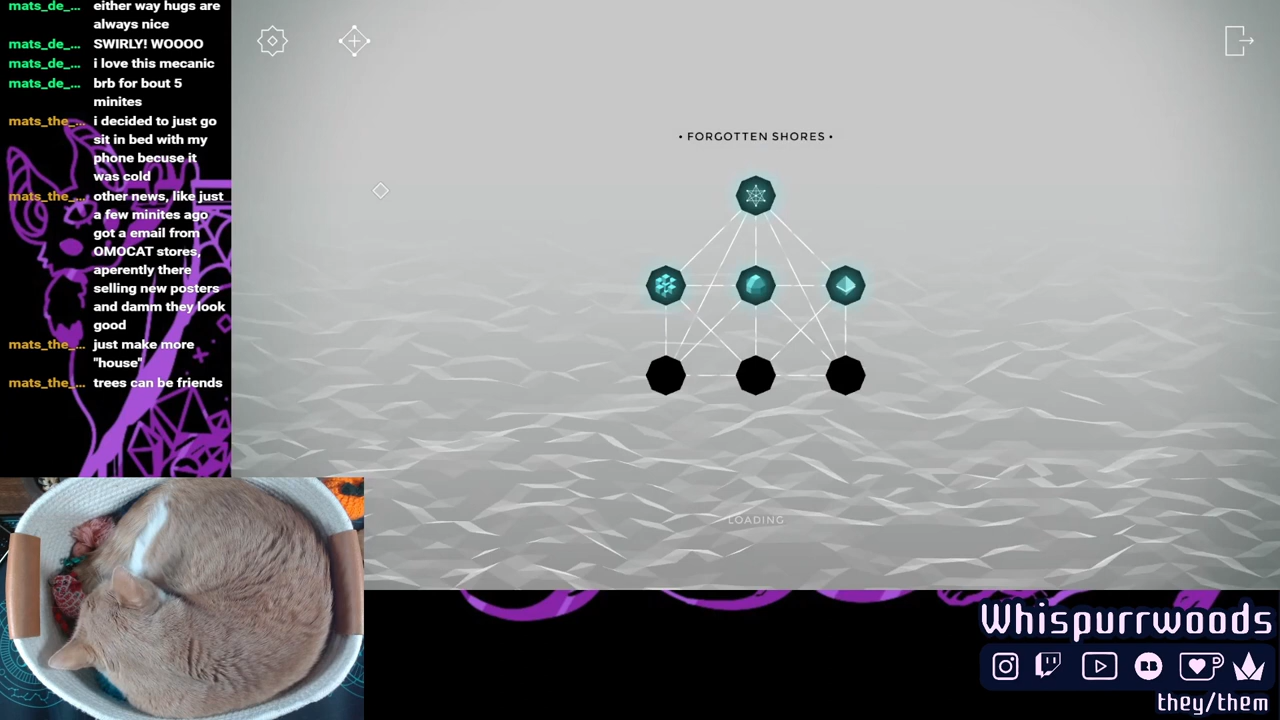 mats_de_... either way hugs are
always nice
mats_de_... SWIRLY! WOOOO
mats_de_... i love this mecanic
mats_de_... brb for bout 5
minites
mats_the_... i decided to just go
sit in bed with my
phone becuse it
was cold
mats_the_... other news, like just
a few minites ago
got a email from
OMOCAT stores,
aperently there
selling new posters
and damm they look
good
mats_the_... just make more
"house"
mats_the_... trees can be friends
• FORGOTTEN SHORES •
LOADING
Whispurrwoods
they/them